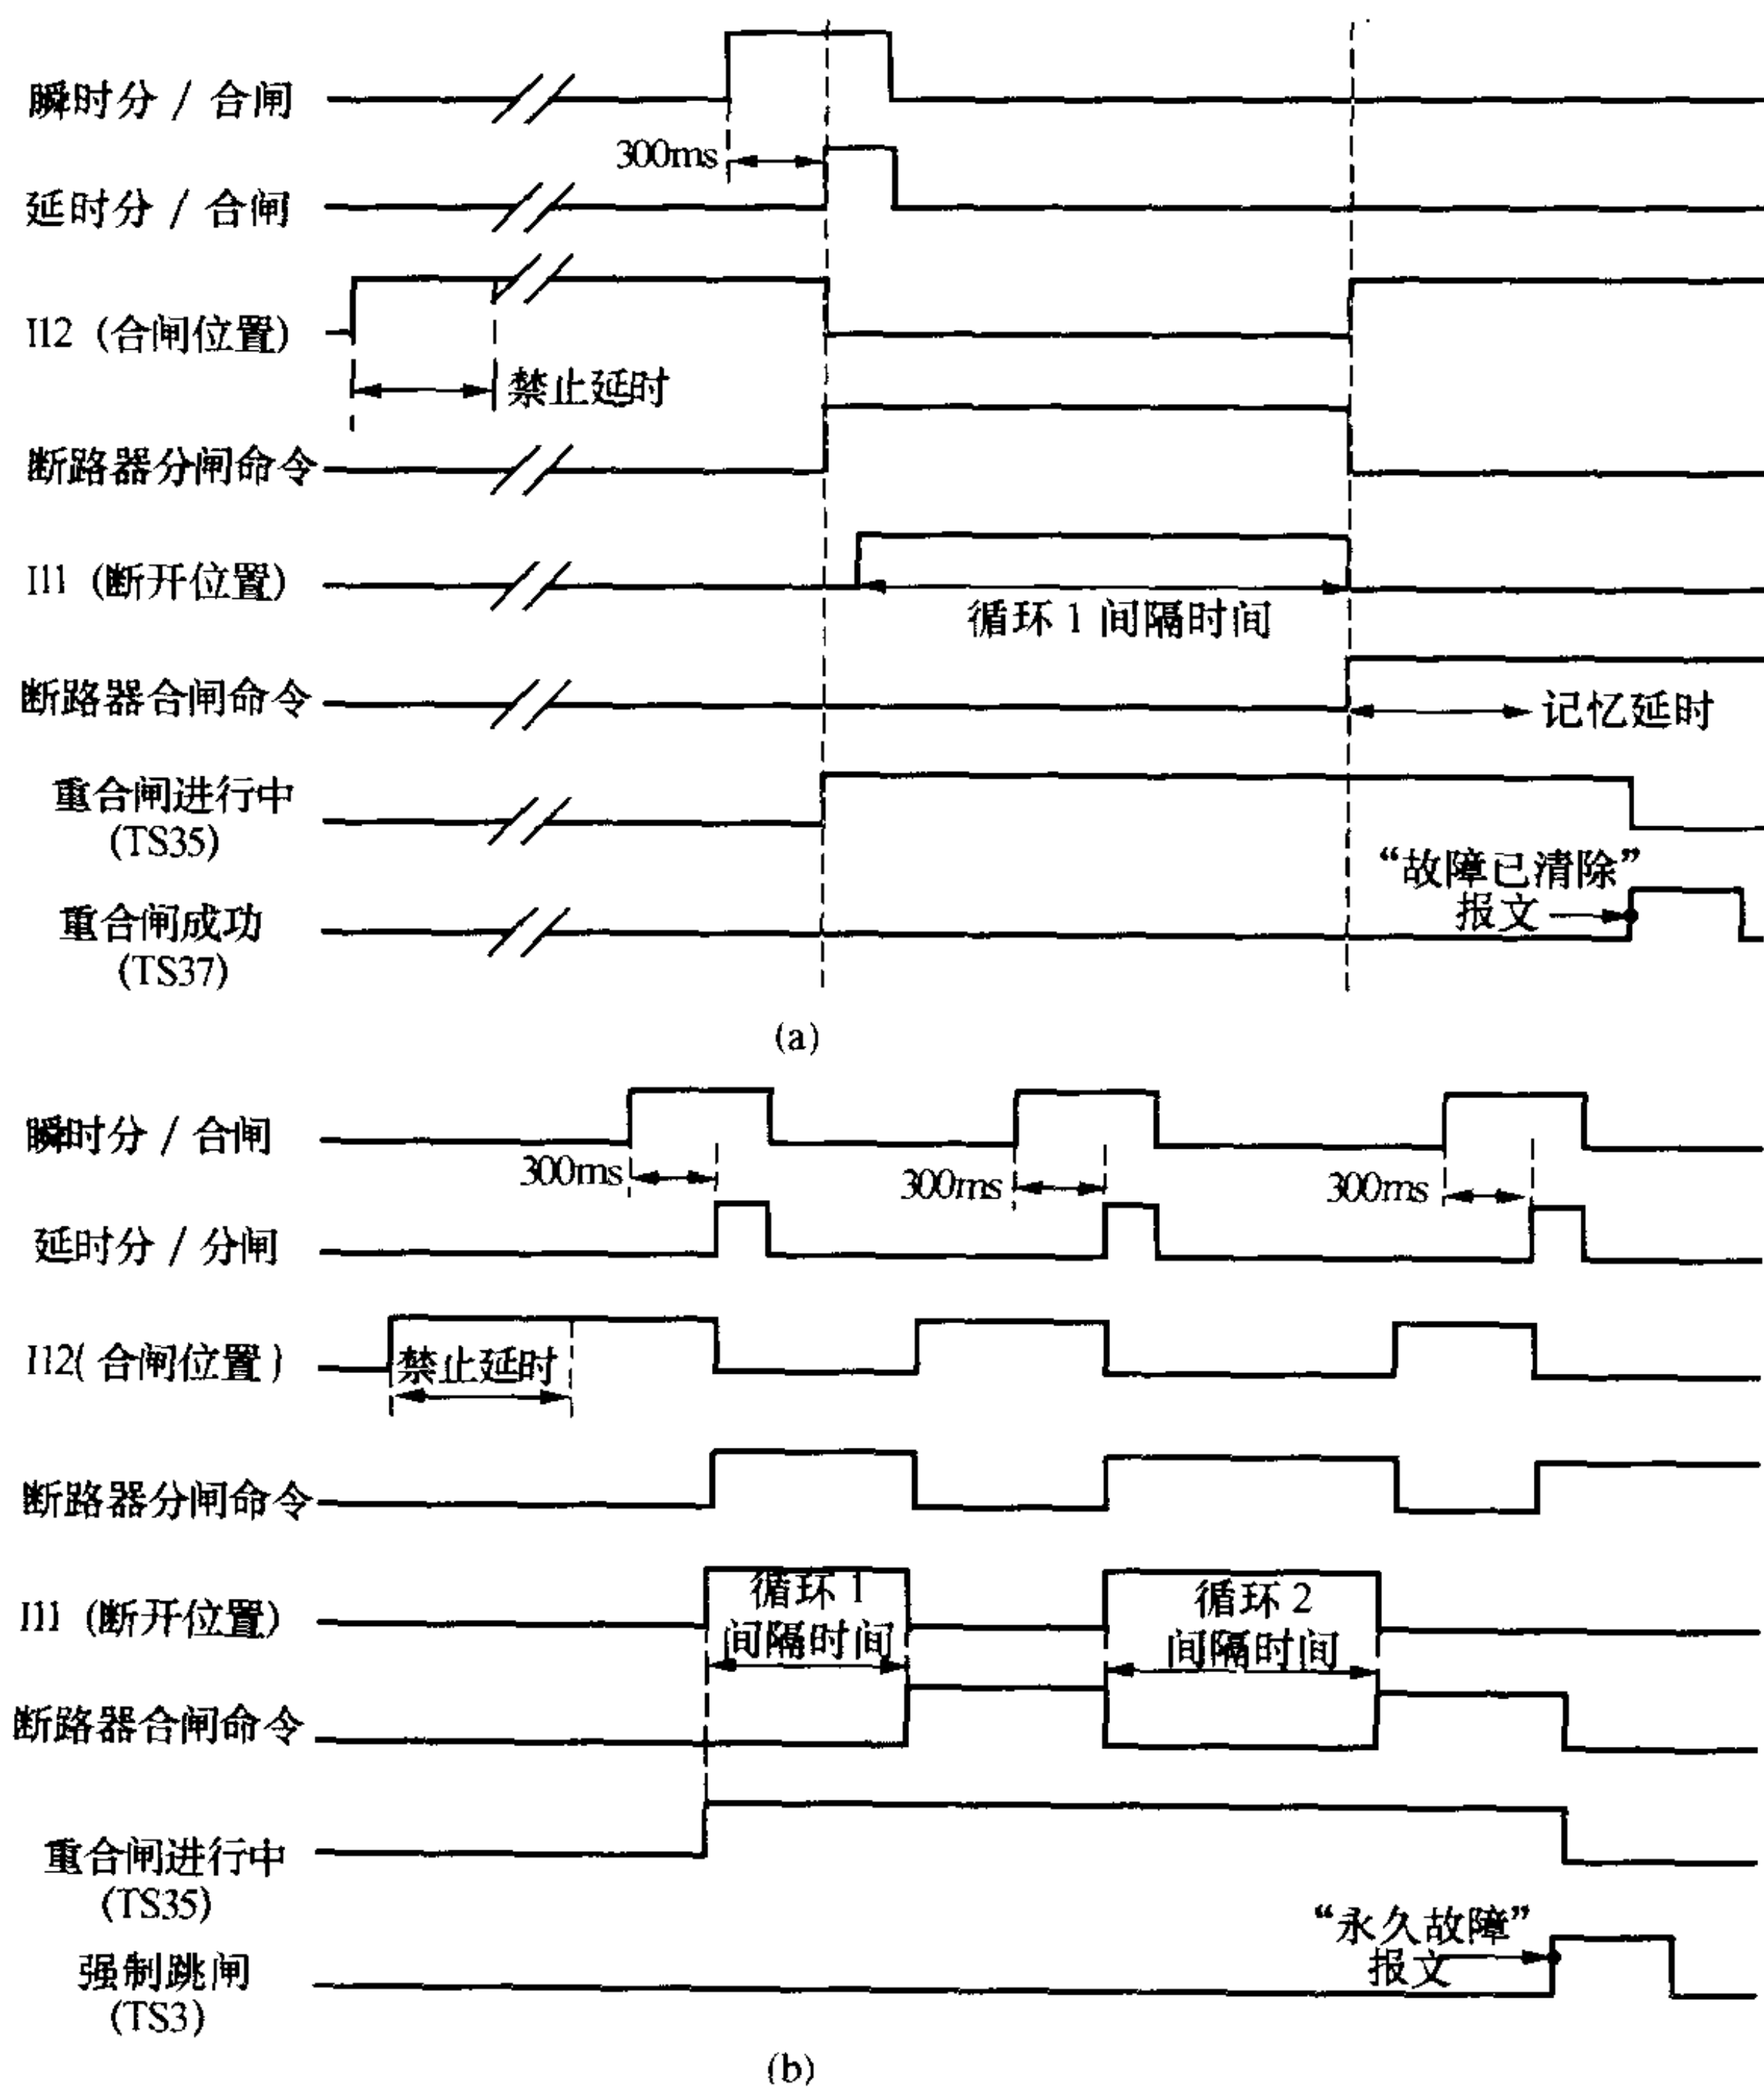 瞬时分 / 合闸
300ms
延时分 / 合闸
I12 (合闸位置)
禁止延时
断路器分闸命令
I11 (断开位置)
循环 1 间隔时间
断路器合闸命令
记忆延时
重合闸进行中
(TS35)
“故障已清除”
报文
重合闸成功
(TS37)
(a)
瞬时分 / 合闸
300ms
300ms
300ms
延时分 / 分闸
I12( 合闸位置 )
禁止延时
断路器分闸命令
I11 (断开位置)
循环 1
间隔时间
循环 2
间隔时间
断路器合闸命令
重合闸进行中
(TS35)
“永久故障”
报文
强制跳闸
(TS3)
(b)